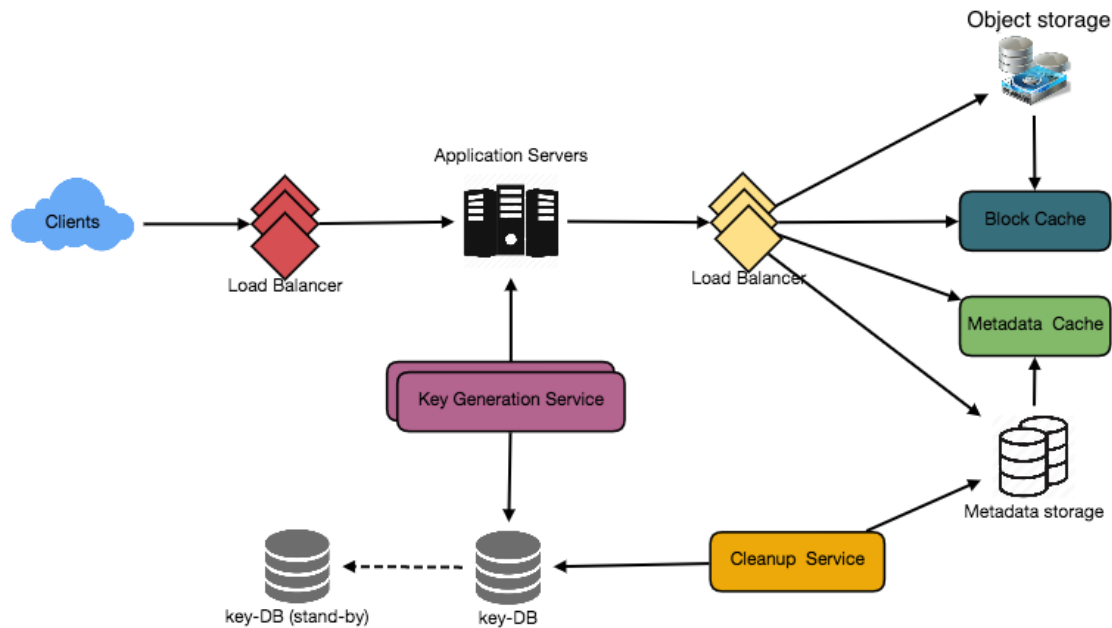 Object storage
Application Servers
Clients
Block Cache
Load Balancer
Load Balancer
Metadata Cache
Key Generation Service
Metadata storage
Cleanup Service
key-DB (stand-by)
key-DB